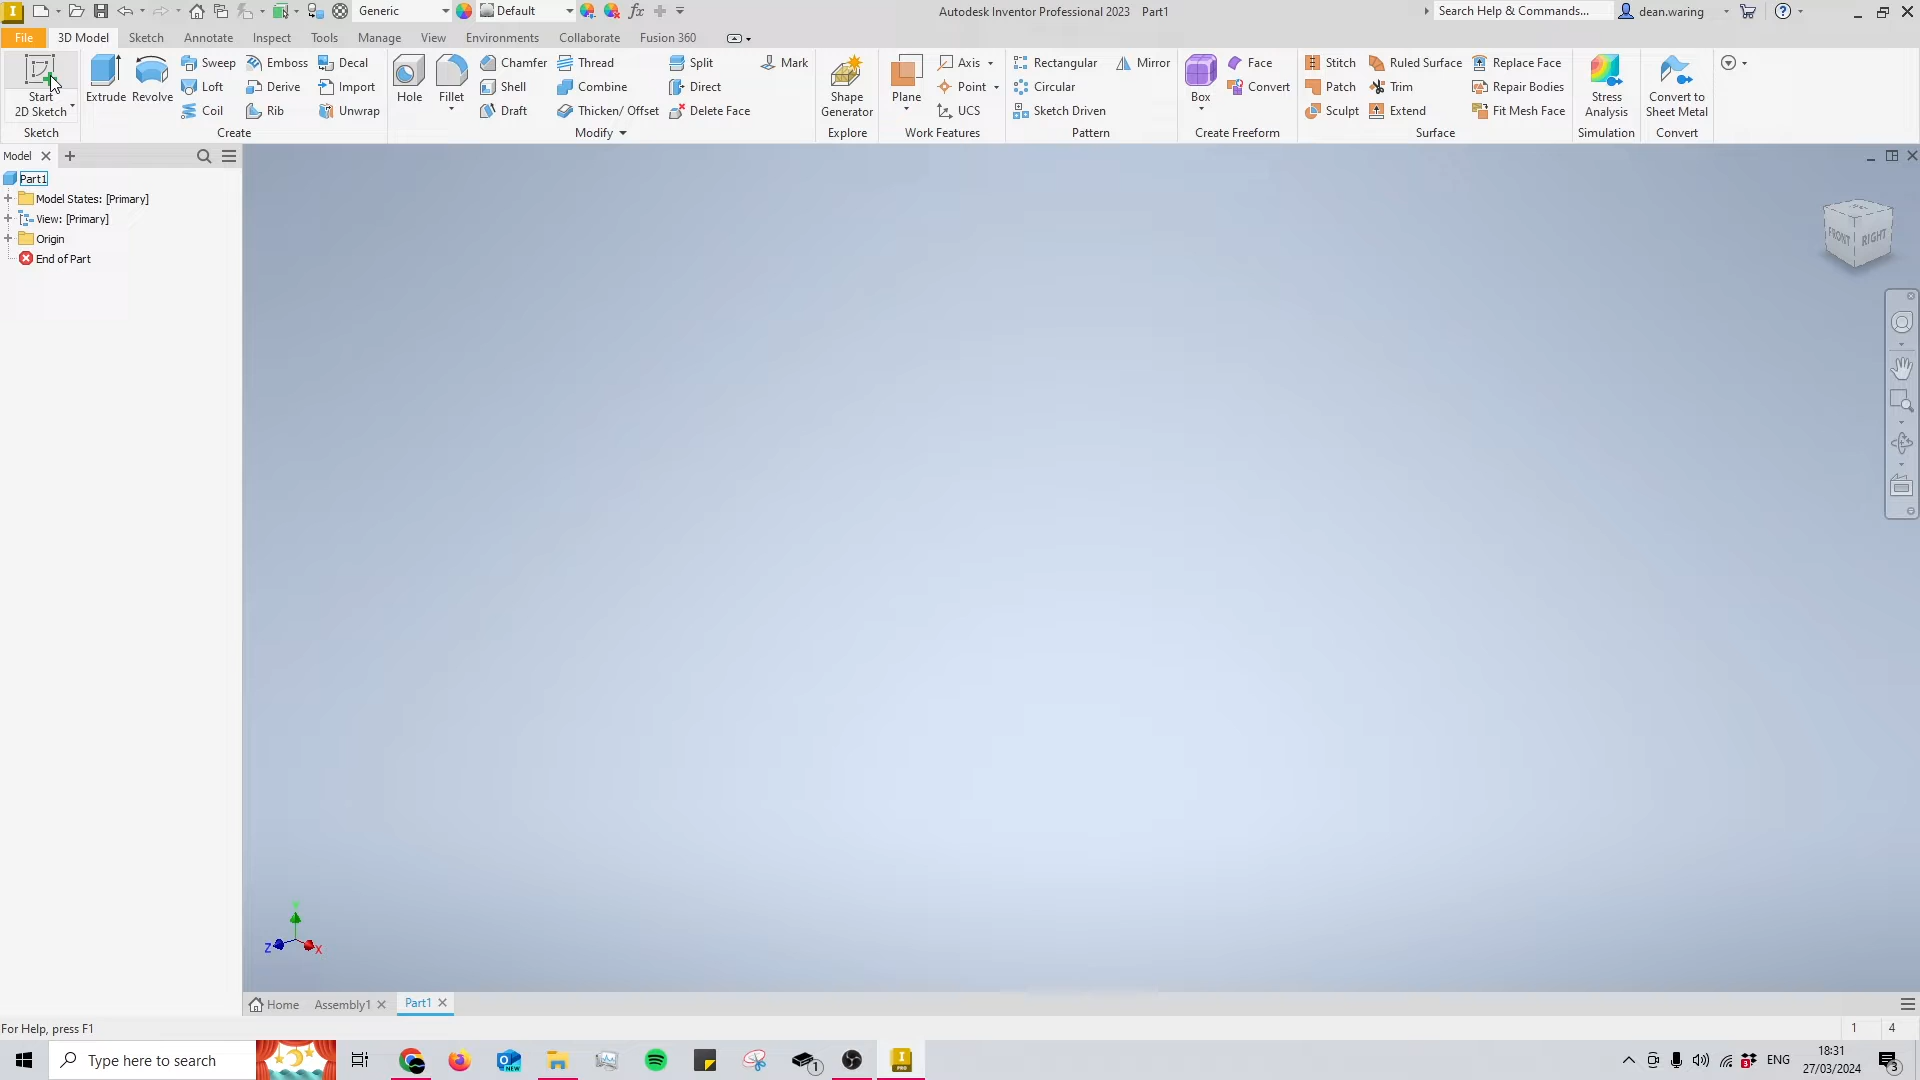 I Generic Default fx Autodesk Inventor Professional 2023 Part1 Search Help & Commands... dean.waring
File 3D Model Sketch Annotate Inspect Tools Manage View Environments Collaborate Fusion 360
Start 2D Sketch
Extrude Revolve Sweep Emboss Decal
Loft Derive Import
Coil Rib Unwrap
Hole Fillet Chamfer Thread Split Mark
Shell Combine Direct
Draft Thicken/ Offset Delete Face
Shape Generator
Plane Axis
Point
UCS
Rectangular Mirror
Circular
Sketch Driven
Box Face
Convert
Stitch Ruled Surface Replace Face
Patch Trim Repair Bodies
Sculpt Extend Fit Mesh Face
Stress Analysis
Convert to Sheet Metal
Sketch Create Modify Explore Work Features Pattern Create Freeform Surface Simulation Convert
Model
Part1
Model States: [Primary]
View: [Primary]
Origin
End of Part
FRONT RIGHT
Y
Z X
Home Assembly1 Part1
For Help, press F1 1 4
Type here to search NEW 1 I PRO 3 ENG 18:31
27/03/2024 3